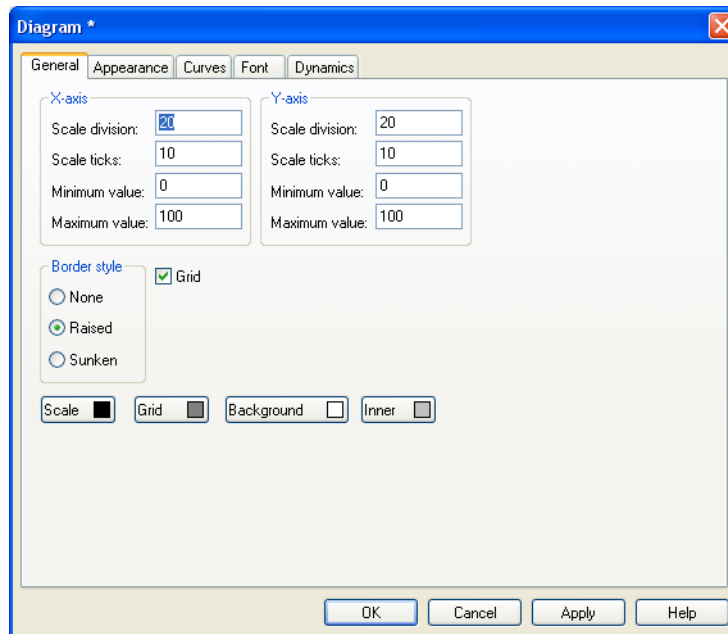 Diagram *
General Appearance Curves Font Dynamics
X-axis
Scale division: 20
Scale ticks: 10
Minimum value: 0
Maximum value: 100
Y-axis
Scale division: 20
Scale ticks: 10
Minimum value: 0
Maximum value: 100
Border style
None
Raised
Sunken
Grid
Scale Grid Background Inner
OK Cancel Apply Help